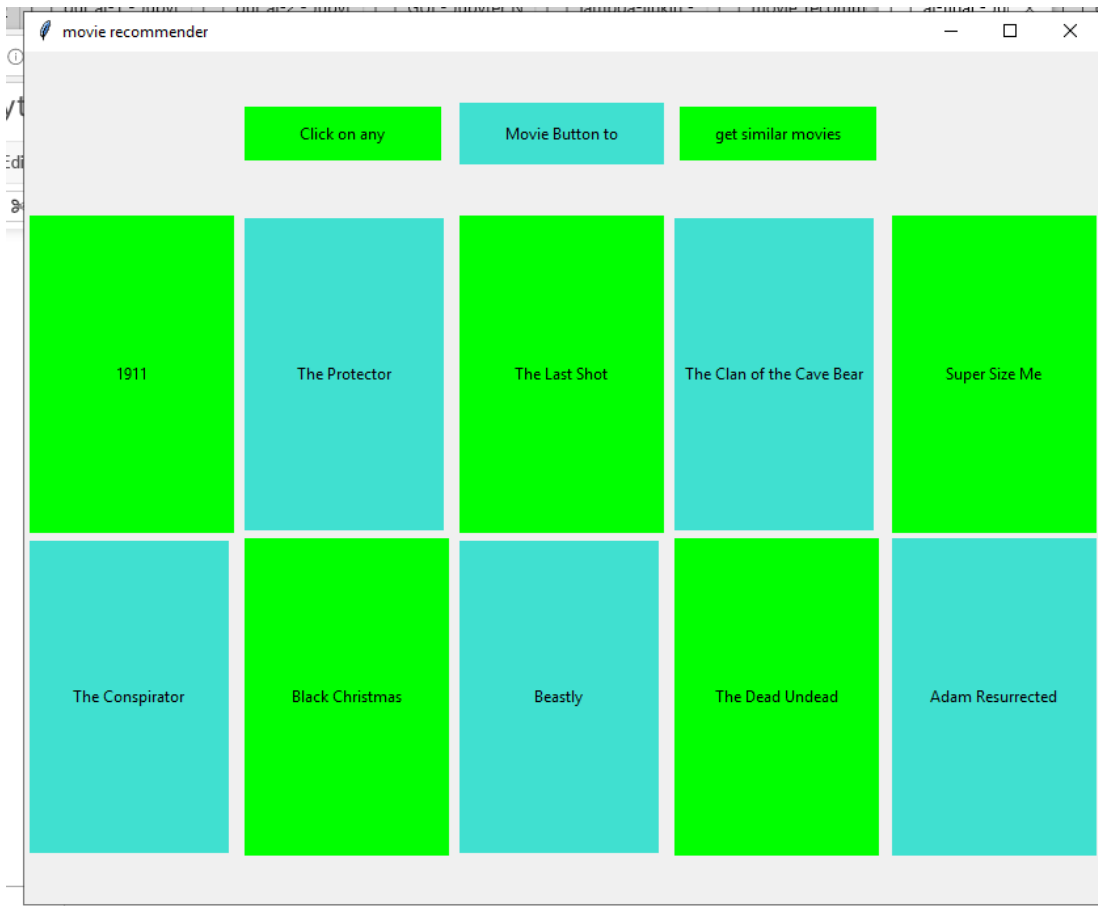 movie recommender
Click on any
Movie Button to
get similar movies
1911
The Protector
The Last Shot
The Clan of the Cave Bear
Super Size Me
The Conspirator
Black Christmas
Beastly
The Dead Undead
Adam Resurrected